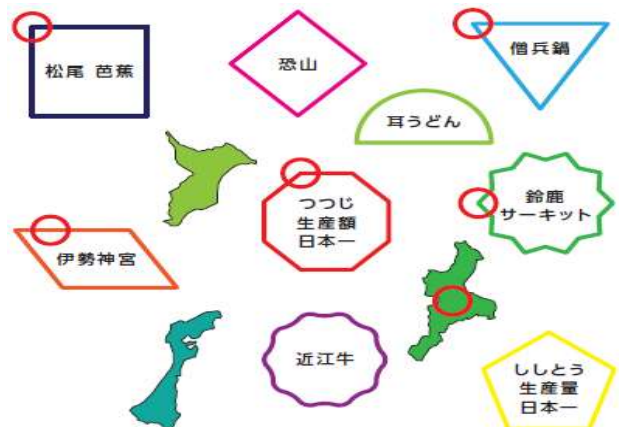 松尾 芭蕉
恐山
僧兵鍋
耳うどん
つつじ
生産額
日本一
鈴鹿
サーキット
伊勢神宮
近江牛
ししとう
生産量
日本一